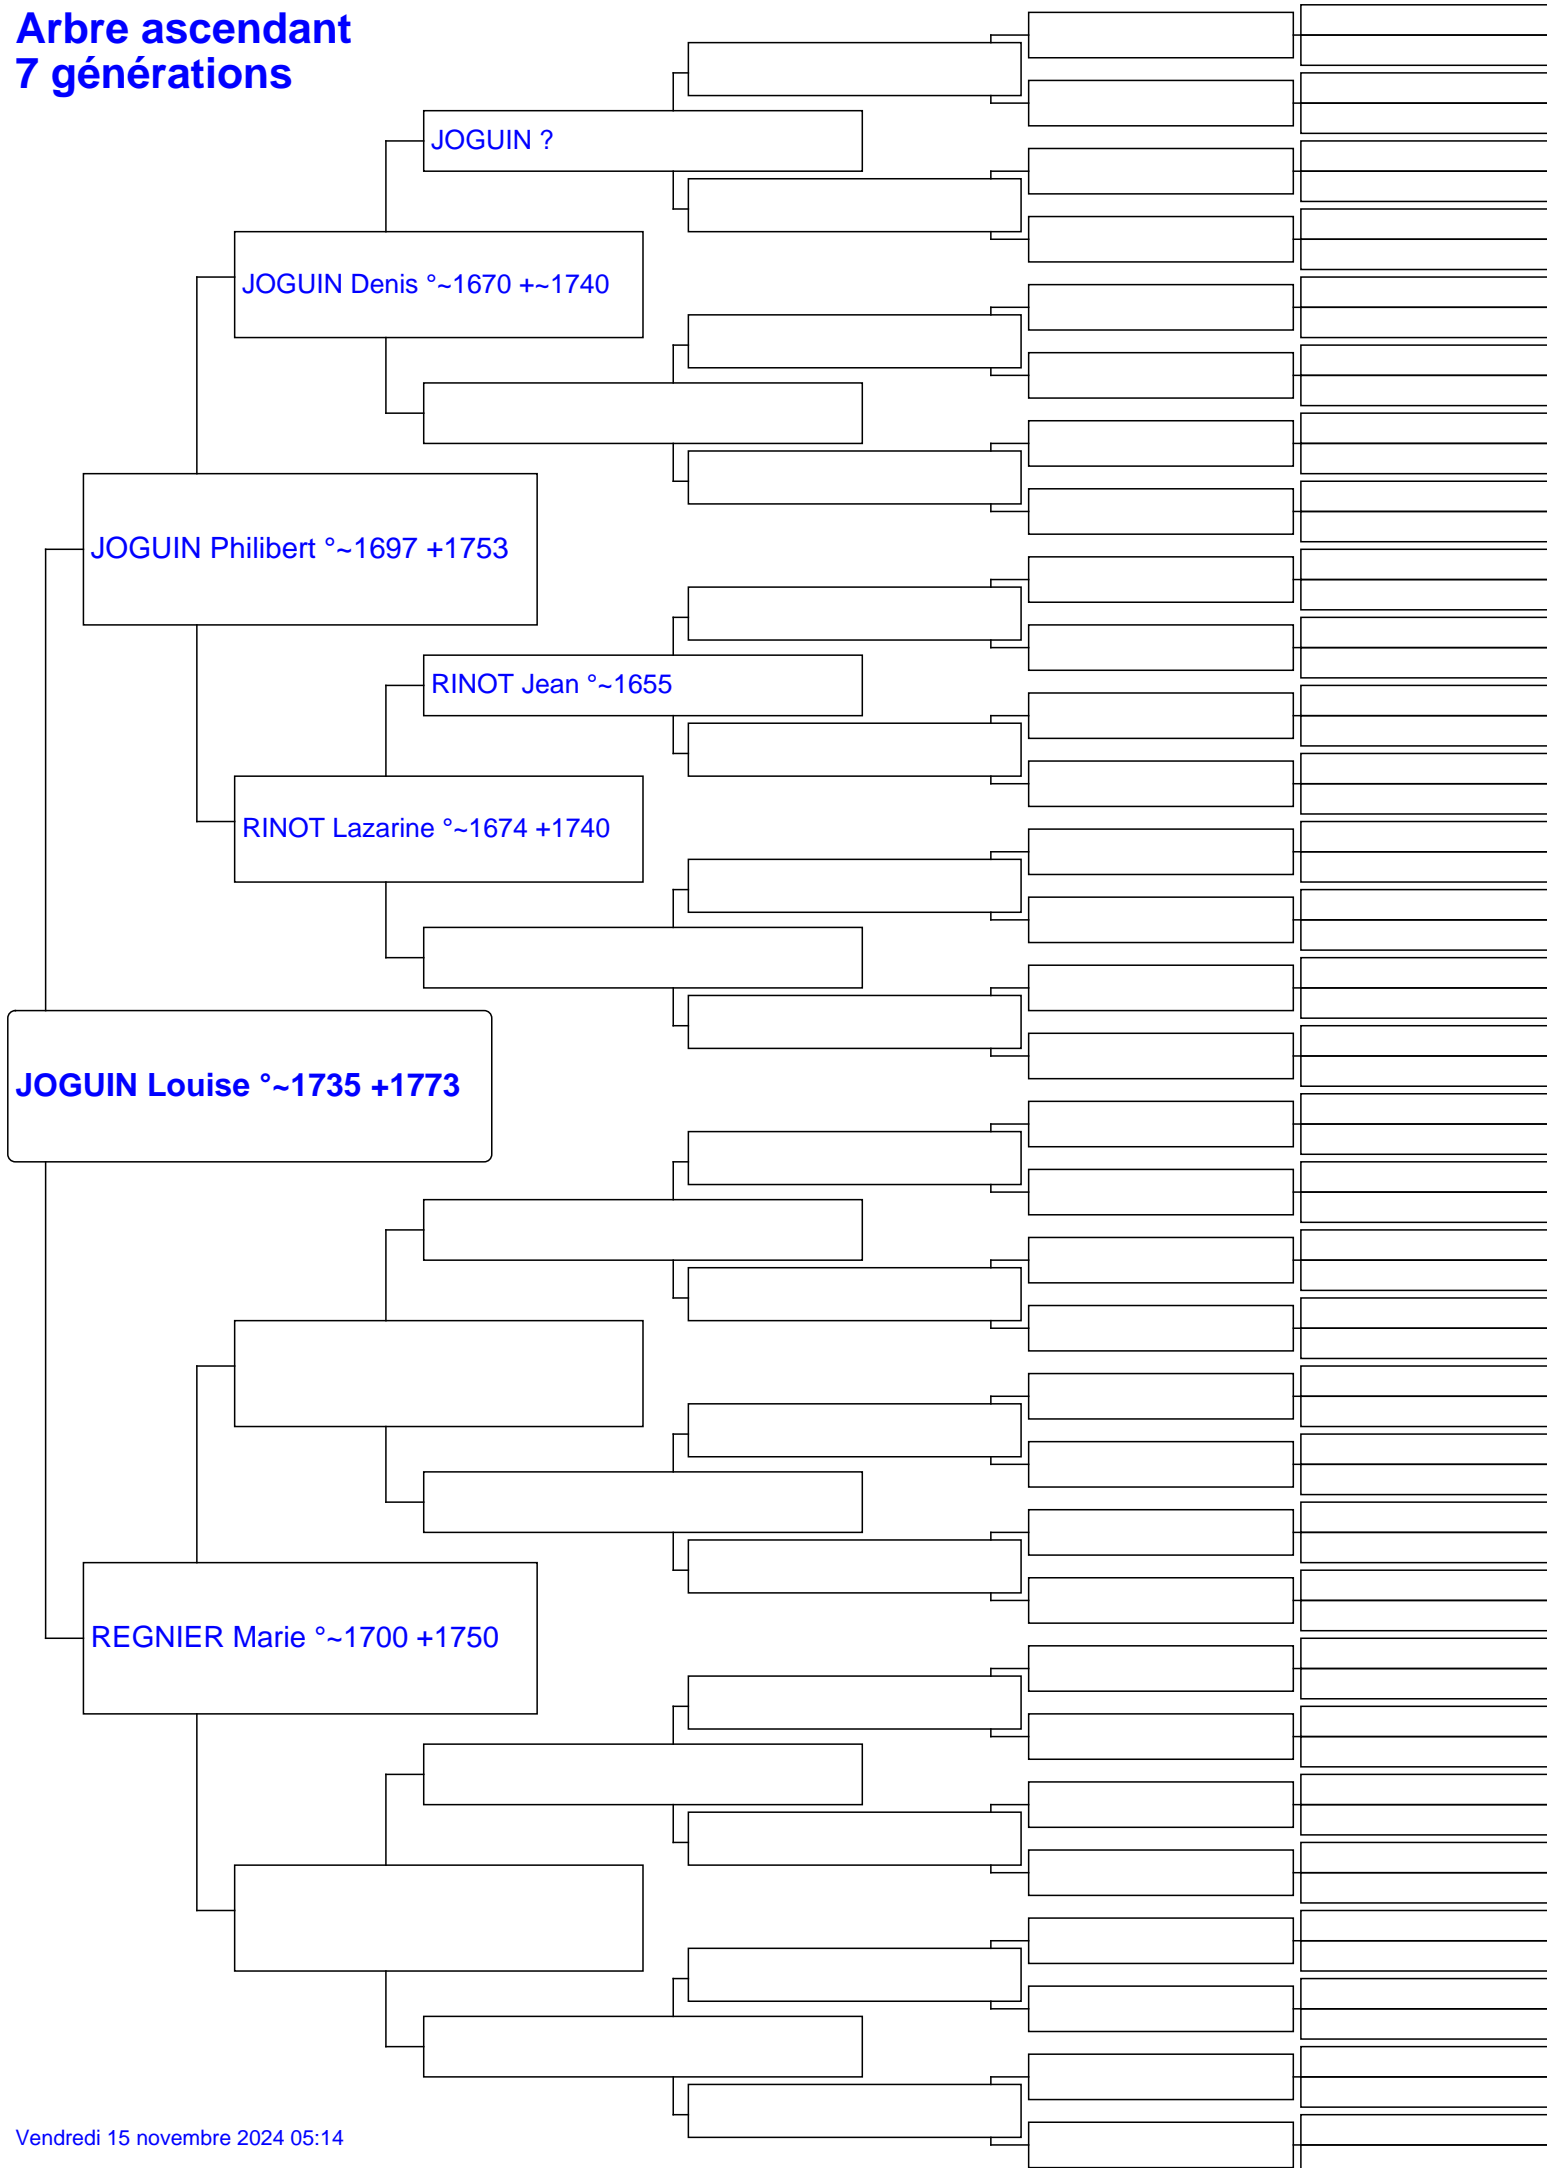 Arbre ascendant
7 générations
JOGUIN ?
JOGUIN Denis °~1670 +~1740
JOGUIN Philibert °~1697 +1753
RINOT Jean °~1655
RINOT Lazarine °~1674 +1740
JOGUIN Louise °~1735 +1773
REGNIER Marie °~1700 +1750
Vendredi 15 novembre 2024 05:14